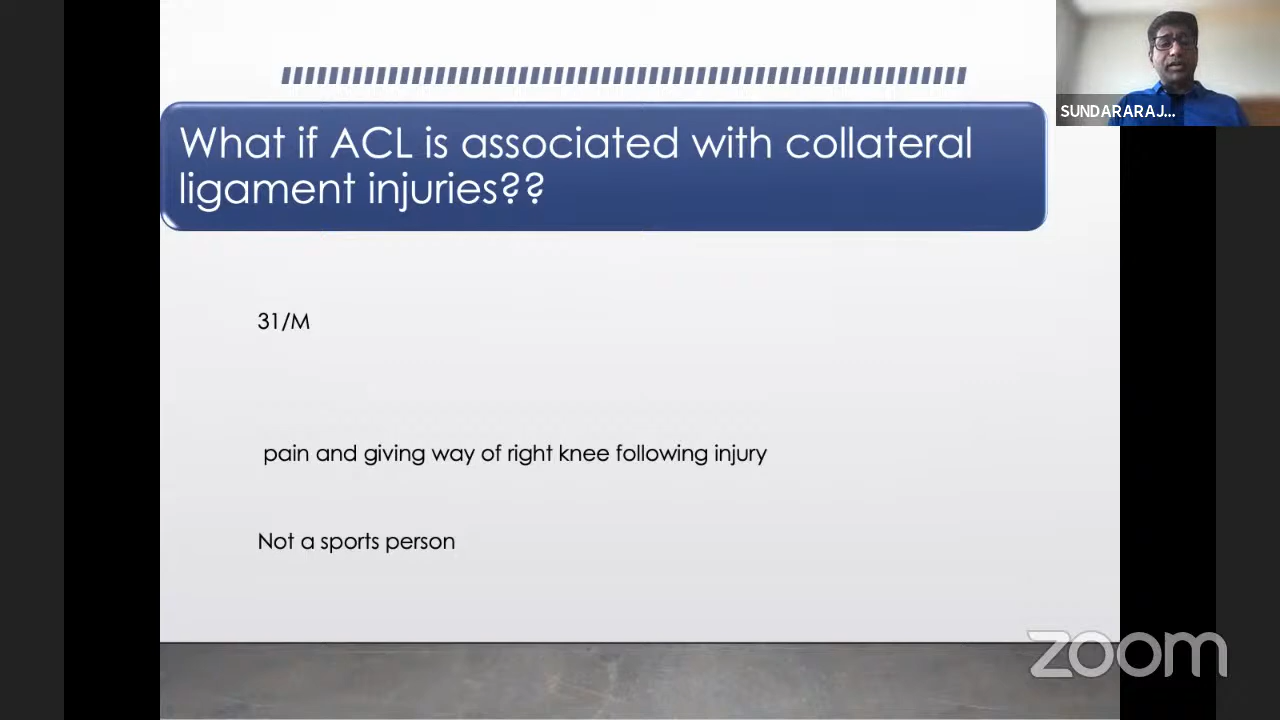 What if ACL is associated with collateral
ligament injuries??
SUNDARARAJ...
31/M
pain and giving way of right knee following injury
Not a sports person
zoom